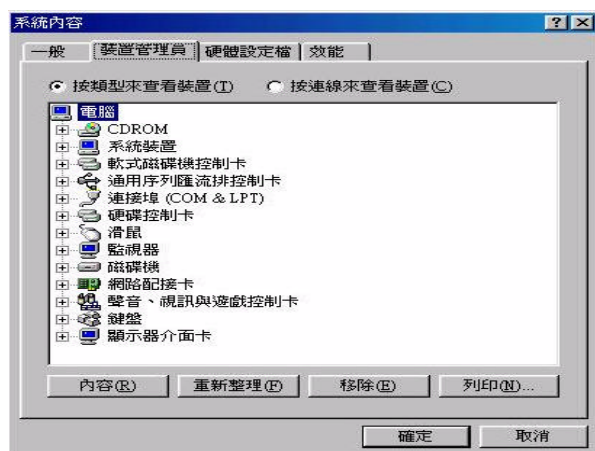 系統內容
一般 裝置管理員 硬體設定檔 效能
按類型來查看裝置(T) 按連線來查看裝置(C)
電腦
CDROM
系統裝置
軟式磁碟機控制卡
通用序列匯流排控制卡
連接埠 (COM & LPT)
硬碟控制卡
滑鼠
監視器
磁碟機
網路配接卡
聲音、視訊與遊戲控制卡
鍵盤
顯示器介面卡
內容(R) 重新整理(F) 移除(E) 列印(N)...
確定 取消